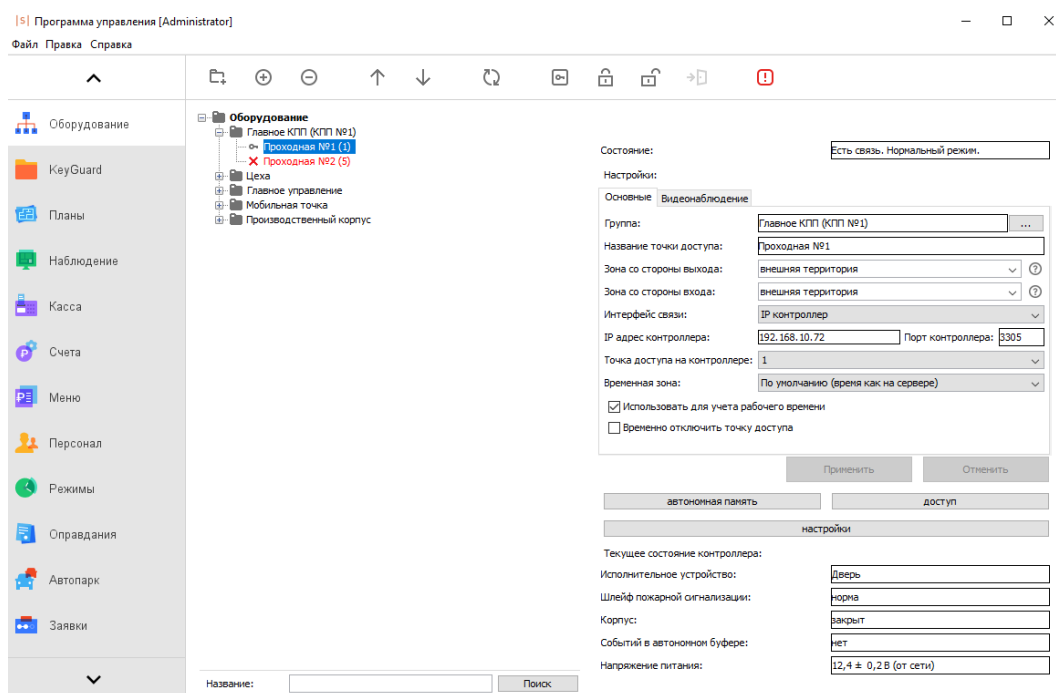 |S| Программа управления [Administrator]
Файл Правка Справка
Оборудование
KeyGuard
Планы
Наблюдение
Касса
Счета
Меню
Персонал
Режимы
Оправдания
Автопарк
Заявки
Оборудование
Главное КПП (КПП №1)
Проходная №1 (1)
Проходная №2 (5)
Цеха
Главное управление
Мобильная точка
Производственный корпус
Название:
Поиск
Состояние: Есть связь. Нормальный режим.
Настройки:
Основные Видеонаблюдение
Группа: Главное КПП (КПП №1) ...
Название точки доступа: Проходная №1
Зона со стороны выхода: внешняя территория ?
Зона со стороны входа: внешняя территория ?
Интерфейс связи: IP контроллер
IP адрес контроллера: 192.168.10.72 Порт контроллера: 3305
Точка доступа на контроллере: 1
Временная зона: По умолчанию (время как на сервере)
Использовать для учета рабочего времени
Временно отключить точку доступа
Применить Отменить
автономная память доступ
настройки
Текущее состояние контроллера:
Исполнительное устройство: Дверь
Шлейф пожарной сигнализации: норма
Корпус: закрыт
Событий в автономном буфере: нет
Напряжение питания: 12,4 ± 0,2 В (от сети)